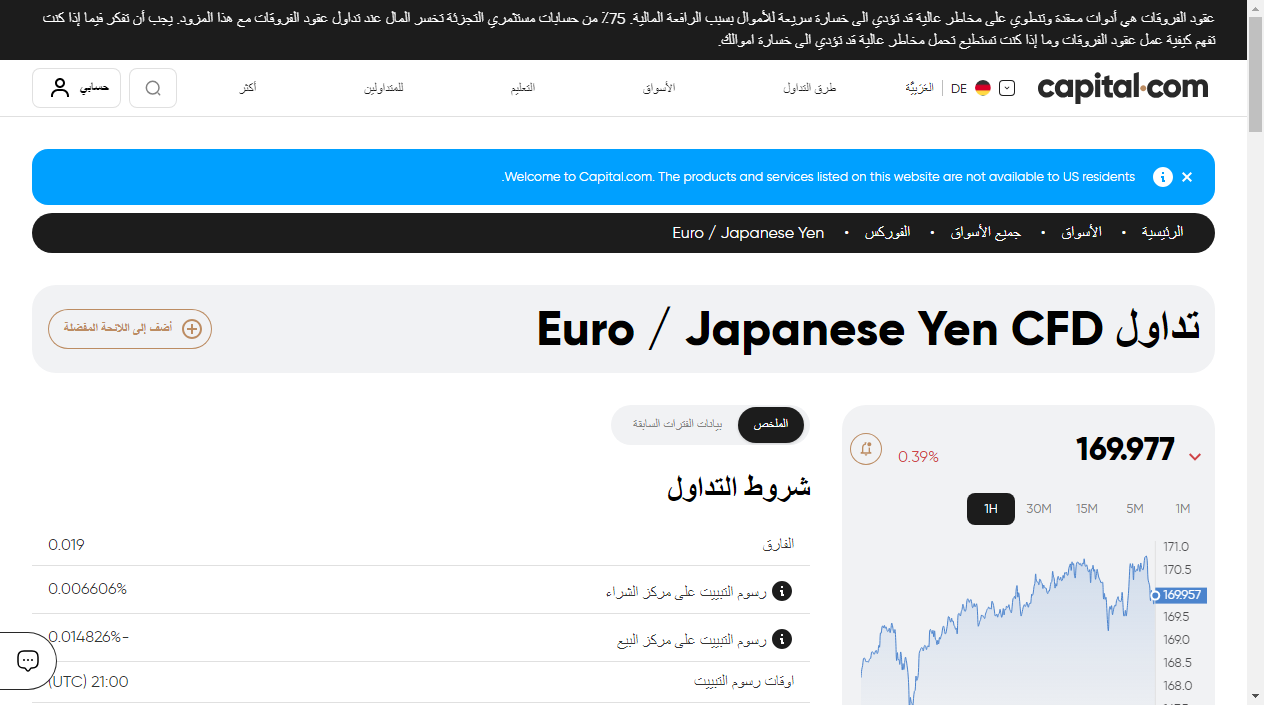 عقود الفروقات هي أدوات معقدة وتنطوي على مخاطر عالية قد تؤدي الى خسارة سريعة للأموال بسبب الرافعة المالية. 75٪ من حسابات مستثمري التجزئة تخسر المال عند تداول عقود الفروقات مع هذا المزود. يجب أن تفكر فيما إذا كنت
تفهم كيفية عمل عقود الفروقات وما إذا كنت تستطيع تحمل مخاطر عالية قد تؤدي الى خسارة اموالك.
capital.com
DE
العَرَبِيَّة
طرق التداول
الأسواق
التعليم
للمتداولين
أكثر
حسابي
Welcome to Capital.com. The products and services listed on this website are not available to US residents.
الرئيسية • الأسواق • جميع الأسواق • الفوركس • Euro / Japanese Yen
تداول Euro / Japanese Yen CFD
أضف إلى اللائحة المفضلة
169.977
0.39%
1H 30M 15M 5M 1M
171.0
170.5
169.957
169.5
169.0
168.5
168.0
الملخص
بيانات الفترات السابقة
شروط التداول
الفارق 0.019
رسوم التبييت على مركز الشراء 0.006606%
رسوم التبييت على مركز البيع -0.014826%
اوقات رسوم التبييت 21:00 (UTC)